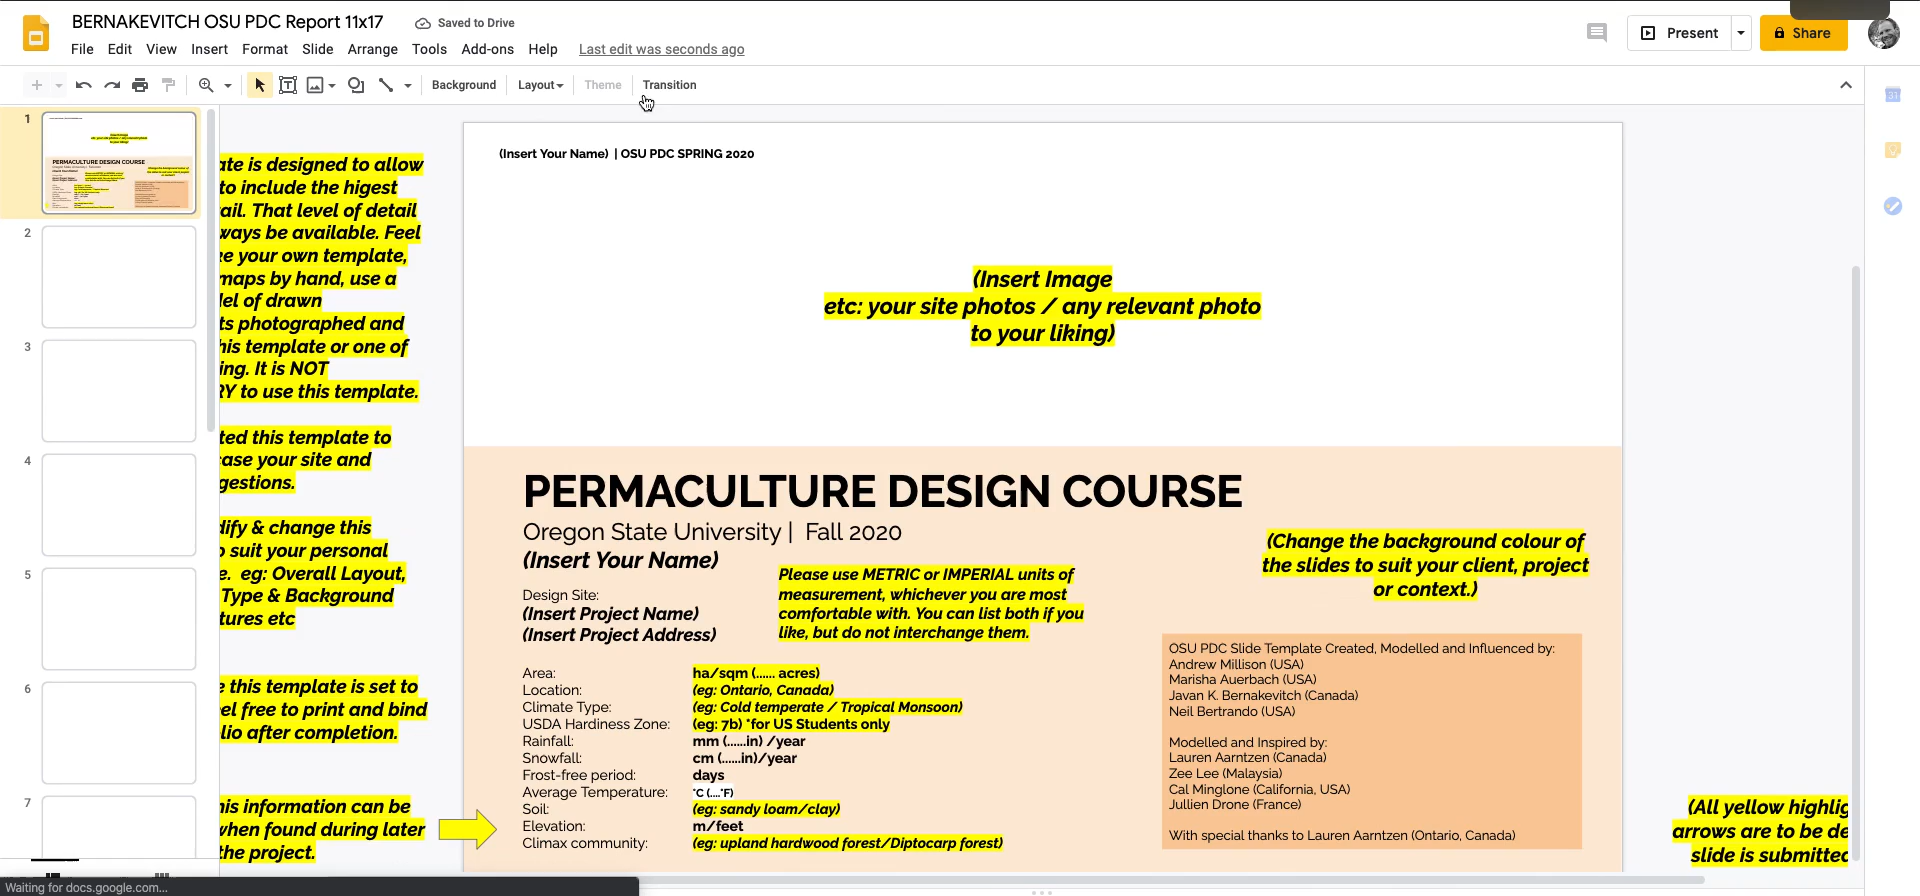 BERNAKEVITCH OSU PDC Report 11x17
Saved to Drive
File Edit View Insert Format Slide Arrange Tools Add-ons Help Last edit was seconds ago
Present
Share
Background Layout Theme Transition
1
2
3
4
5
6
7
ate is designed to allow
to include the higest
ail. That level of detail
ways be available. Feel
your own template,
maps by hand, use a
of drawn
ts photographed and
his template or one of
ing. It is NOT
RY to use this template.
ted this template to
case your site and
gestions.
dify & change this
suit your personal
e. eg: Overall Layout,
Type & Background
tures etc
this template is set to
el free to print and bind
lio after completion.
his information can be
when found during later
the project.
(Insert Your Name) | OSU PDC SPRING 2020
(Insert Image
etc: your site photos / any relevant photo
to your liking)
PERMACULTURE DESIGN COURSE
Oregon State University | Fall 2020
(Insert Your Name)
Design Site:
(Insert Project Name)
(Insert Project Address)
Please use METRIC or IMPERIAL units of
measurement, whichever you are most
comfortable with. You can list both if you
like, but do not interchange them.
(Change the background colour of
the slides to suit your client, project
or context.)
Area: ha/sqm (...... acres)
Location: (eg: Ontario, Canada)
Climate Type: (eg: Cold temperate / Tropical Monsoon)
USDA Hardiness Zone: (eg: 7b) *for US Students only
Rainfall: mm (......in) /year
Snowfall: cm (......in)/year
Frost-free period: days
Average Temperature: °C (....°F)
Soil: (eg: sandy loam/clay)
Elevation: m/feet
Climax community: (eg: upland hardwood forest/Diptocarp forest)
OSU PDC Slide Template Created, Modelled and Influenced by:
Andrew Millison (USA)
Marisha Auerbach (USA)
Javan K. Bernakevitch (Canada)
Neil Bertrando (USA)
Modelled and Inspired by:
Lauren Aarntzen (Canada)
Zee Lee (Malaysia)
Cal Minglone (California, USA)
Jullien Drone (France)
With special thanks to Lauren Aarntzen (Ontario, Canada)
(All yellow highlig
arrows are to be de
slide is submitted
Waiting for docs.google.com...